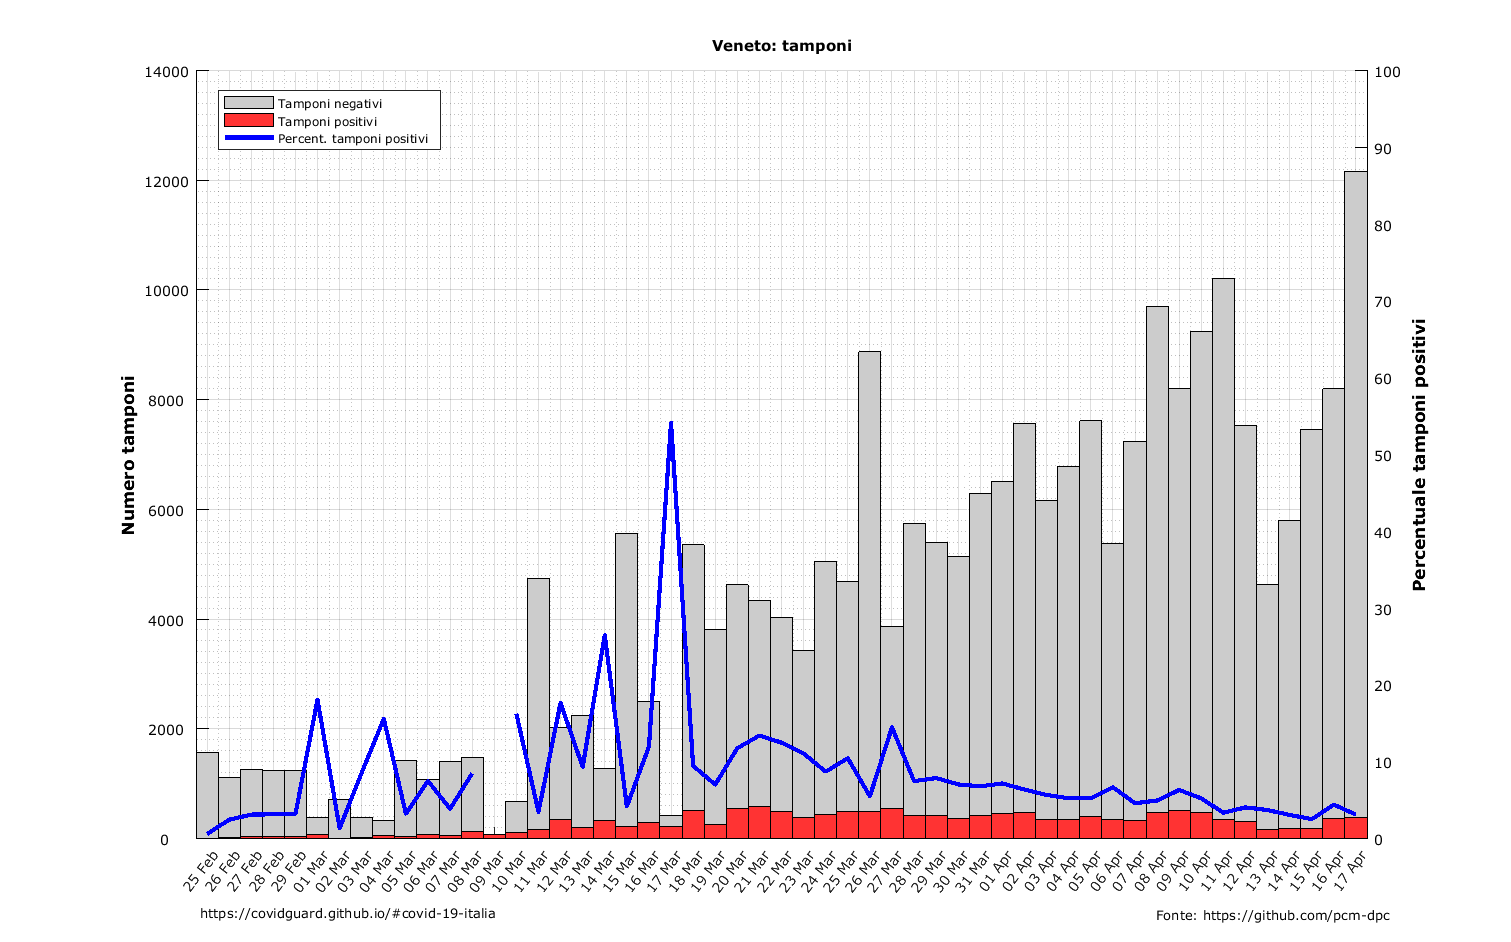 Veneto: tamponi
14000
12000
10000
8000
6000
4000
2000
0
Numero tamponi
Tamponi negativi
Tamponi positivi
Percent. tamponi positivi
100
90
80
70
60
50
40
30
20
10
0
Percentuale tamponi positivi
25 Feb
26 Feb
27 Feb
28 Feb
29 Feb
01 Mar
02 Mar
03 Mar
04 Mar
05 Mar
06 Mar
07 Mar
08 Mar
09 Mar
10 Mar
11 Mar
12 Mar
13 Mar
14 Mar
15 Mar
16 Mar
17 Mar
18 Mar
19 Mar
20 Mar
21 Mar
22 Mar
23 Mar
24 Mar
25 Mar
26 Mar
27 Mar
28 Mar
29 Mar
30 Mar
31 Mar
01 Apr
02 Apr
03 Apr
04 Apr
05 Apr
06 Apr
07 Apr
08 Apr
09 Apr
10 Apr
11 Apr
12 Apr
13 Apr
14 Apr
15 Apr
16 Apr
17 Apr
https://covidguard.github.io/#covid-19-italia
Fonte: https://github.com/pcm-dpc